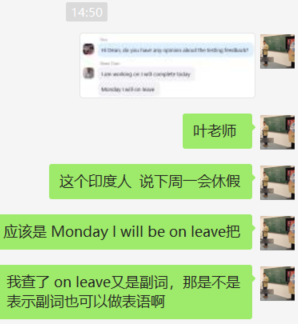 14:50
Hi Dean, do you have any opinions about the testing feedback?
I am working on I will complete today
Monday I will on leave
叶老师
这个印度人 说下周一会休假
应该是 Monday I will be on leave把
我查了 on leave又是副词，那是不是
表示副词也可以做表语啊